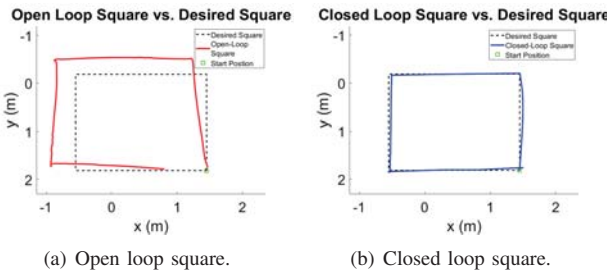 Open Loop Square vs. Desired Square
Desired Square
Open-Loop
Square
Start Postion
-1
0
1
2
y (m)
-1 0 1 2
x (m)
(a) Open loop square.
Closed Loop Square vs. Desired Square
Desired Square
Closed-Loop Square
Start Position
-1
0
1
2
y (m)
-1 0 1 2
x (m)
(b) Closed loop square.